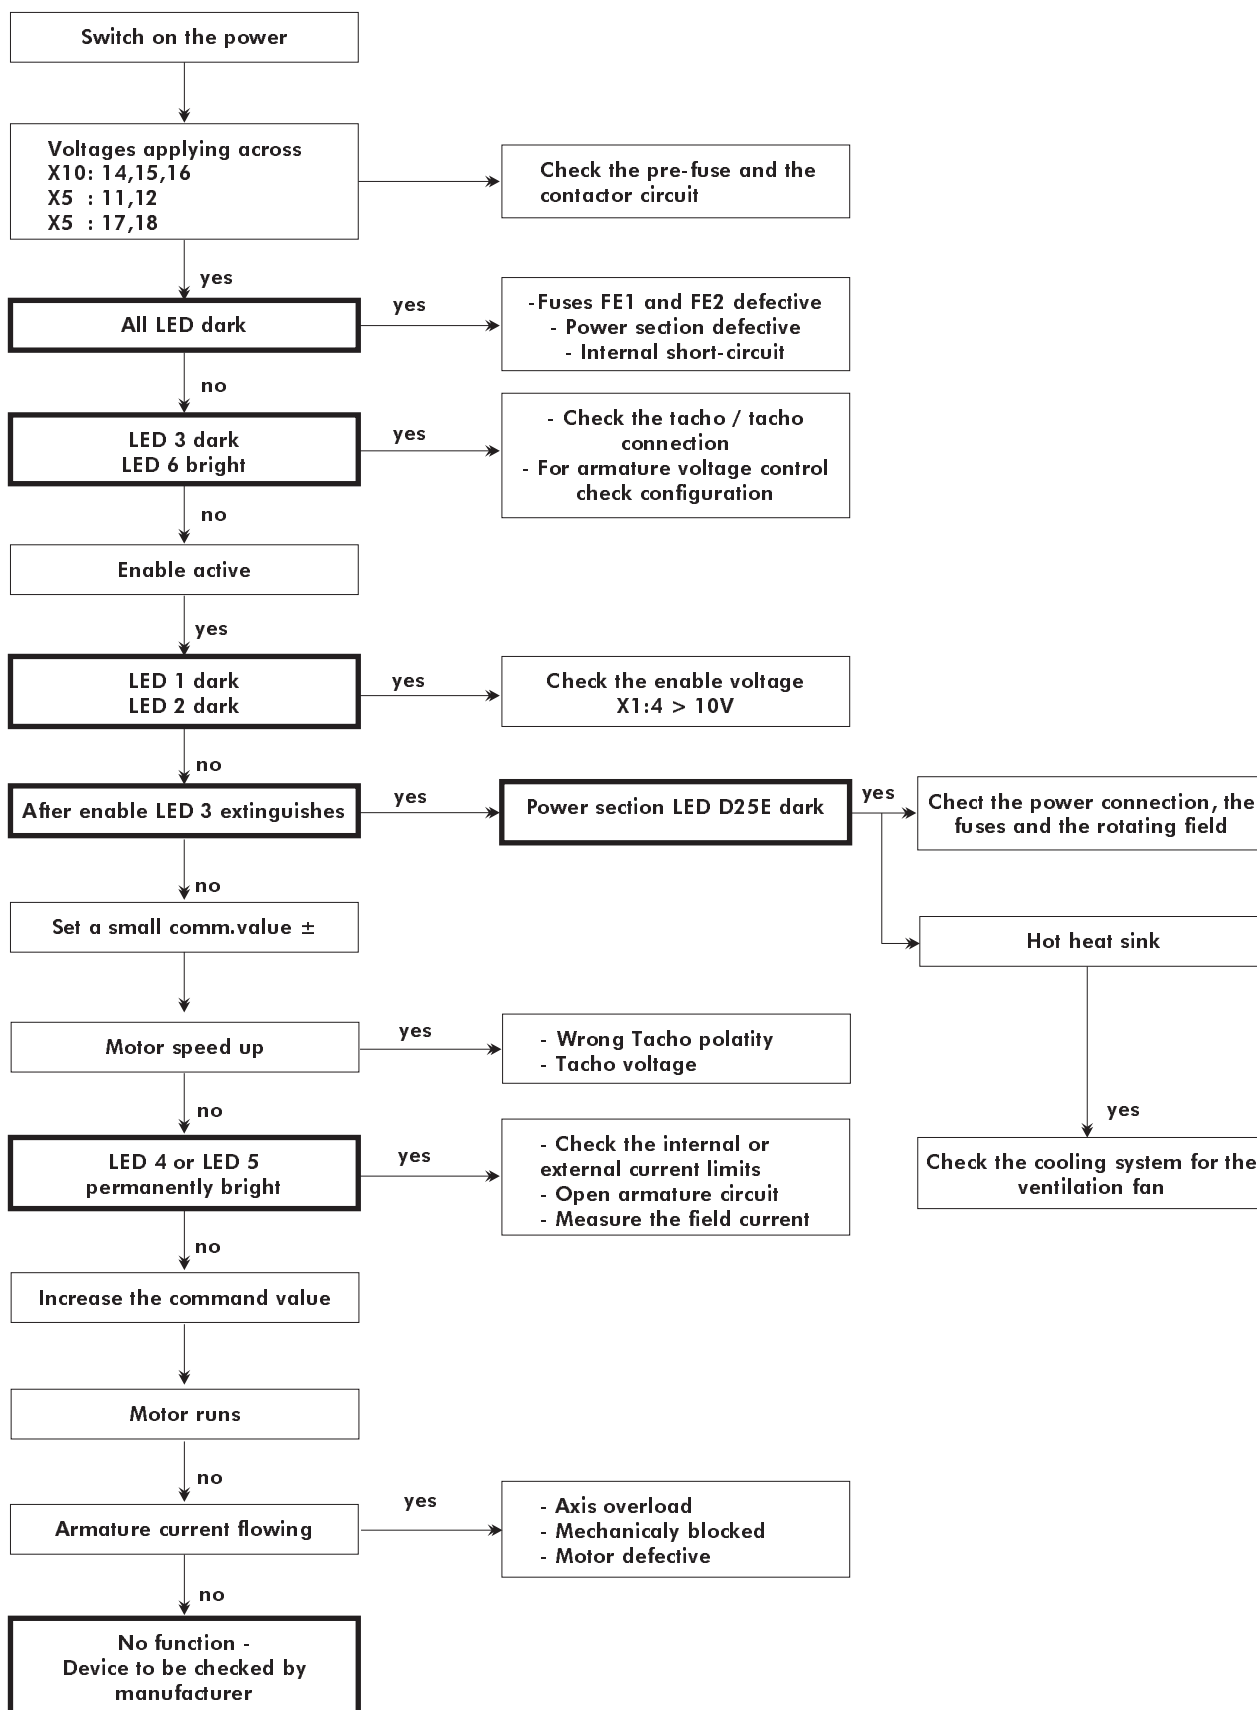 Switch on the power
Voltages applying across
X10: 14,15,16
X5 : 11,12
X5 : 17,18
Check the pre-fuse and the
contactor circuit
yes
All LED dark
yes
-Fuses FE1 and FE2 defective
- Power section defective
- Internal short-circuit
no
LED 3 dark
LED 6 bright
yes
- Check the tacho / tacho
connection
- For armature voltage control
check configuration
no
Enable active
yes
LED 1 dark
LED 2 dark
yes
Check the enable voltage
X1:4 > 10V
no
After enable LED 3 extinguishes
yes
Power section LED D25E dark
yes
Chect the power connection, the
fuses and the rotating field
no
Set a small comm.value ±
Hot heat sink
Motor speed up
yes
- Wrong Tacho polatity
- Tacho voltage
no
yes
LED 4 or LED 5
permanently bright
yes
- Check the internal or
external current limits
- Open armature circuit
- Measure the field current
Check the cooling system for the
ventilation fan
no
Increase the command value
Motor runs
no
Armature current flowing
yes
- Axis overload
- Mechanicaly blocked
- Motor defective
no
No function -
Device to be checked by
manufacturer